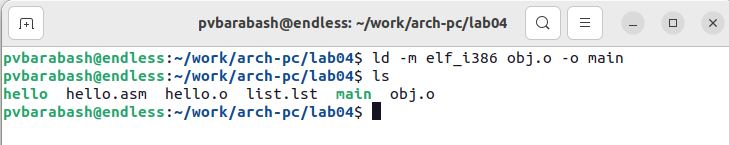 pvbarabash@endless: ~/work/arch-pc/lab04
pvbarabash@endless:~/work/arch-pc/lab04$ ld -m elf_i386 obj.o -o main
pvbarabash@endless:~/work/arch-pc/lab04$ ls
hello  hello.asm  hello.o  list.lst  main  obj.o
pvbarabash@endless:~/work/arch-pc/lab04$